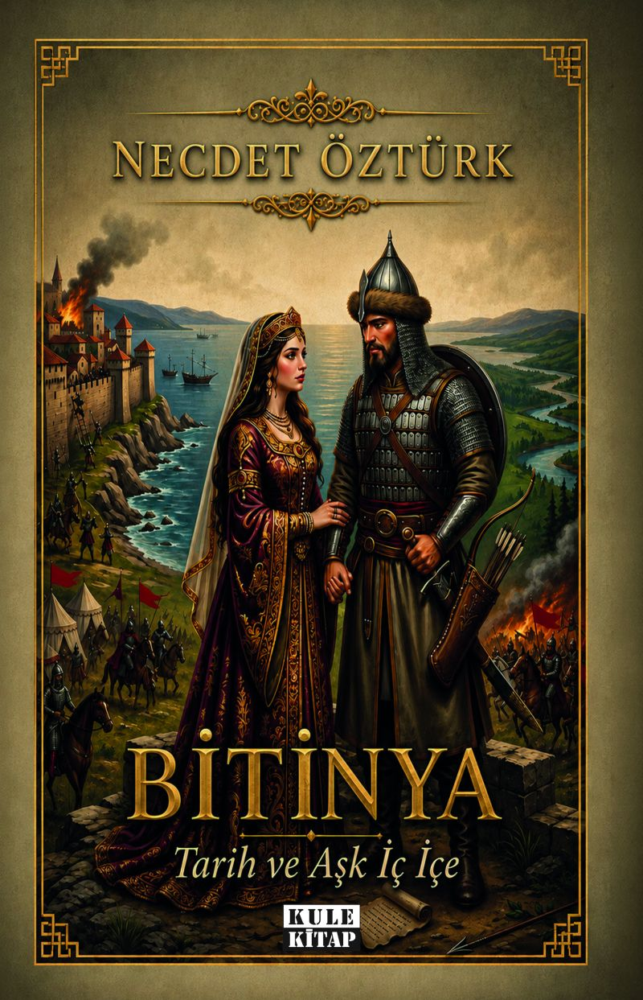 NECDET ÖZTÜRK
BİTİNYA
Tarih ve Aşk İç İçe
KULE
KİTAP